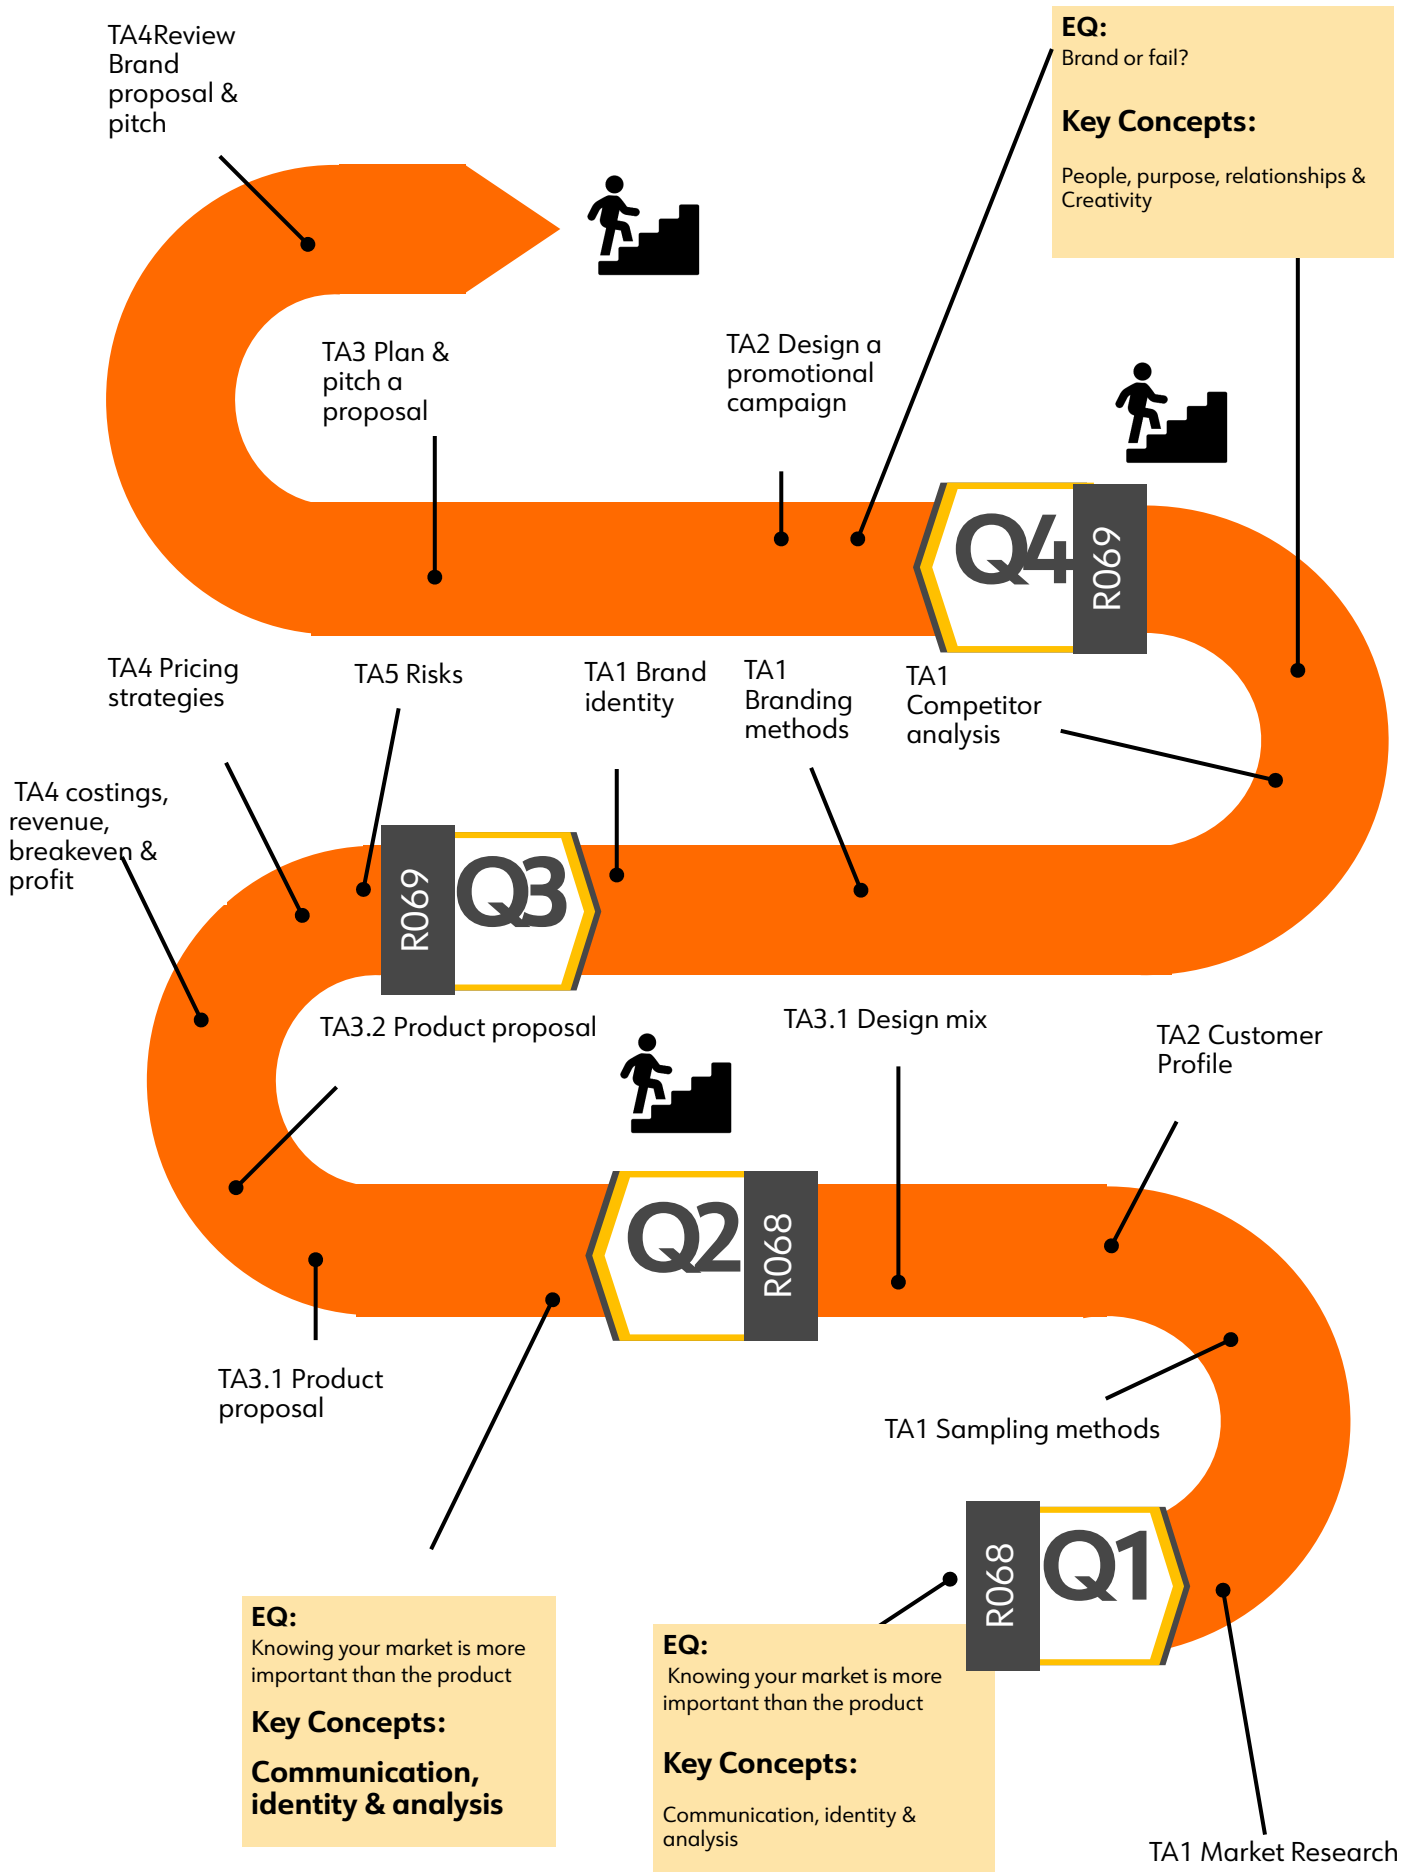 TA4Review
Brand
proposal &
pitch
EQ:
Brand or fail?
Key Concepts:
People, purpose, relationships &
Creativity
TA3 Plan &
pitch a
proposal
TA2 Design a
promotional
campaign
Q4
R069
TA4 Pricing
strategies
TA5 Risks
TA1 Brand
identity
TA1
Branding
methods
TA1
Competitor
analysis
TA4 costings,
revenue,
breakeven &
profit
R069
Q3
TA3.2 Product proposal
TA3.1 Design mix
TA2 Customer
Profile
Q2
R068
TA3.1 Product
proposal
TA1 Sampling methods
R068
Q1
EQ:
Knowing your market is more
important than the product
Key Concepts:
Communication,
identity & analysis
EQ:
Knowing your market is more
important than the product
Key Concepts:
Communication, identity &
analysis
TA1 Market Research